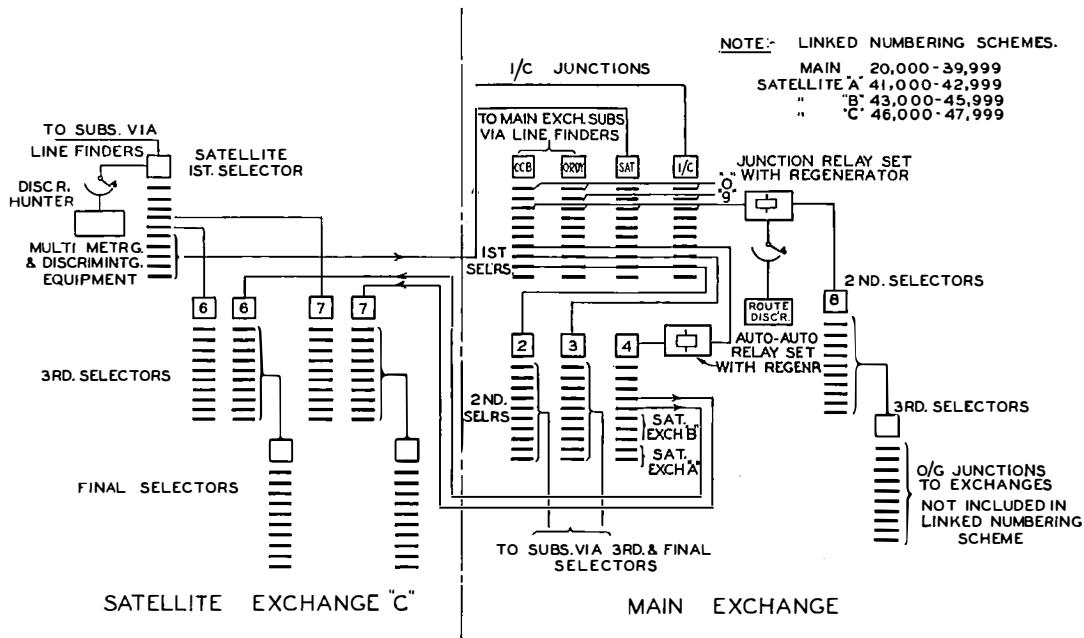 NOTE:- LINKED NUMBERING SCHEMES.
MAIN 20,000-39,999
SATELLITE "A" 41,000-42,999
" "B" 43,000-45,999
" "C" 46,000-47,999
I/C JUNCTIONS
TO MAIN EXCH. SUBS
VIA LINE FINDERS
TO SUBS. VIA
LINE FINDERS
SATELLITE
1ST. SELECTOR
DISCR.
HUNTER
MULTI METRG.
& DISCRIMINTG.
EQUIPMENT
CCB
ORDY
SAT
I/C
"0"
"9"
JUNCTION RELAY SET
WITH REGENERATOR
1ST
SELRS.
ROUTE
DISC'R.
2ND. SELECTORS
8
6
6
7
7
3RD. SELECTORS
2
3
4
AUTO-AUTO
RELAY SET
WITH REGENR
2ND.
SELRS
SAT.
EXCH "B"
SAT.
EXCH "A"
3RD. SELECTORS
O/G JUNCTIONS
TO EXCHANGES
NOT INCLUDED IN
LINKED NUMBERING
SCHEME
FINAL SELECTORS
TO SUBS. VIA 3RD. & FINAL
SELECTORS
SATELLITE EXCHANGE "C"
MAIN EXCHANGE